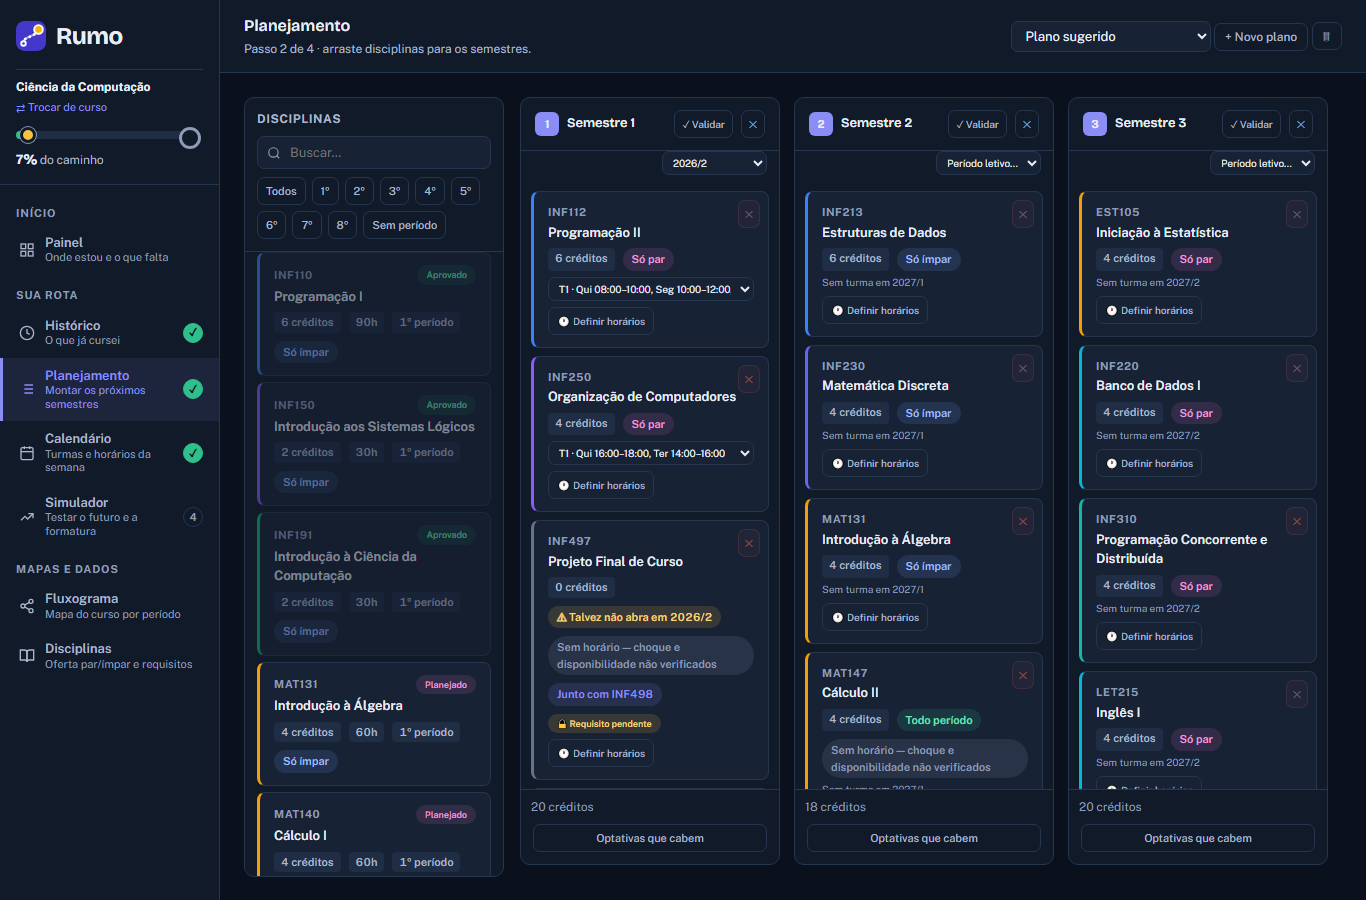 Rumo
Ciência da Computação
⇄ Trocar de curso
7% do caminho
INÍCIO
Painel
Onde estou e o que falta
SUA ROTA
Histórico
O que já cursei
Planejamento
Montar os próximos
semestres
Calendário
Turmas e horários da
semana
Simulador
Testar o futuro e a
formatura
4
MAPAS E DADOS
Fluxograma
Mapa do curso por período
Disciplinas
Oferta par/ímpar e requisitos
Planejamento
Passo 2 de 4 · arraste disciplinas para os semestres.
Plano sugerido
+ Novo plano
DISCIPLINAS
Buscar...
Todos 1º 2º 3º 4º 5º
6º 7º 8º Sem período
INF110 Aprovado
Programação I
6 créditos 90h 1º período
Só ímpar
INF150 Aprovado
Introdução aos Sistemas Lógicos
2 créditos 30h 1º período
Só ímpar
INF191 Aprovado
Introdução à Ciência da
Computação
2 créditos 30h 1º período
Só ímpar
MAT131 Planejado
Introdução à Álgebra
4 créditos 60h 1º período
Só ímpar
MAT140 Planejado
Cálculo I
4 créditos 60h 1º período
1 Semestre 1 ✓ Validar ×
2026/2
INF112 ×
Programação II
6 créditos Só par
T1 · Qui 08:00–10:00, Seg 10:00–12:00
Definir horários
INF250 ×
Organização de Computadores
4 créditos Só par
T1 · Qui 16:00–18:00, Ter 14:00–16:00
Definir horários
INF497 ×
Projeto Final de Curso
0 créditos
⚠ Talvez não abra em 2026/2
Sem horário — choque e
disponibilidade não verificados
Junto com INF498
Requisito pendente
Definir horários
20 créditos
Optativas que cabem
2 Semestre 2 ✓ Validar ×
Período letivo...
INF213 ×
Estruturas de Dados
6 créditos Só ímpar
Sem turma em 2027/1
Definir horários
INF230 ×
Matemática Discreta
4 créditos Só ímpar
Sem turma em 2027/1
Definir horários
MAT131 ×
Introdução à Álgebra
4 créditos Só ímpar
Sem turma em 2027/1
Definir horários
MAT147 ×
Cálculo II
4 créditos Todo período
Sem horário — choque e
disponibilidade não verificados
Sem turma em 2027/1
18 créditos
Optativas que cabem
3 Semestre 3 ✓ Validar ×
Período letivo...
EST105 ×
Iniciação à Estatística
4 créditos Só par
Sem turma em 2027/2
Definir horários
INF220 ×
Banco de Dados I
4 créditos Só par
Sem turma em 2027/2
Definir horários
INF310 ×
Programação Concorrente e
Distribuída
4 créditos Só par
Sem turma em 2027/2
Definir horários
LET215 ×
Inglês I
4 créditos Só par
Sem turma em 2027/2
Definir horários
20 créditos
Optativas que cabem